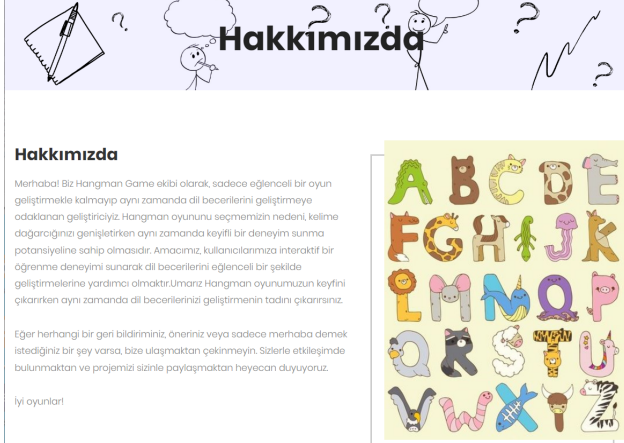 Hakkımızda
Hakkımızda
Merhaba! Biz Hangman Game ekibi olarak, sadece eğlenceli bir oyun
geliştirmekle kalmayıp aynı zamanda dil becerilerini geliştirmeye
odaklanan geliştiriciyiz. Hangman oyununu seçmemizin nedeni, kelime
dağarcığınızı genişletirken aynı zamanda keyifli bir deneyim sunma
potansiyeline sahip olmasıdır. Amacımız, kullanıcılarımıza interaktif bir
öğrenme deneyimi sunarak dil becerilerini eğlenceli bir şekilde
geliştirmelerine yardımcı olmaktır.Umarız Hangman oyunumuzun keyfini
çıkarırken aynı zamanda dil becerilerinizi geliştirmenin tadını çıkarırsınız.
Eğer herhangi bir geri bildiriminiz, öneriniz veya sadece merhaba demek
istediğiniz bir şey varsa, bize ulaşmaktan çekinmeyin. Sizlerle etkileşimde
bulunmaktan ve projemizi sizinle paylaşmaktan heyecan duyuyoruz.
İyi oyunlar!
A B C D E
F G H I J K
L M N O P
Q R S T U
V W X Y Z